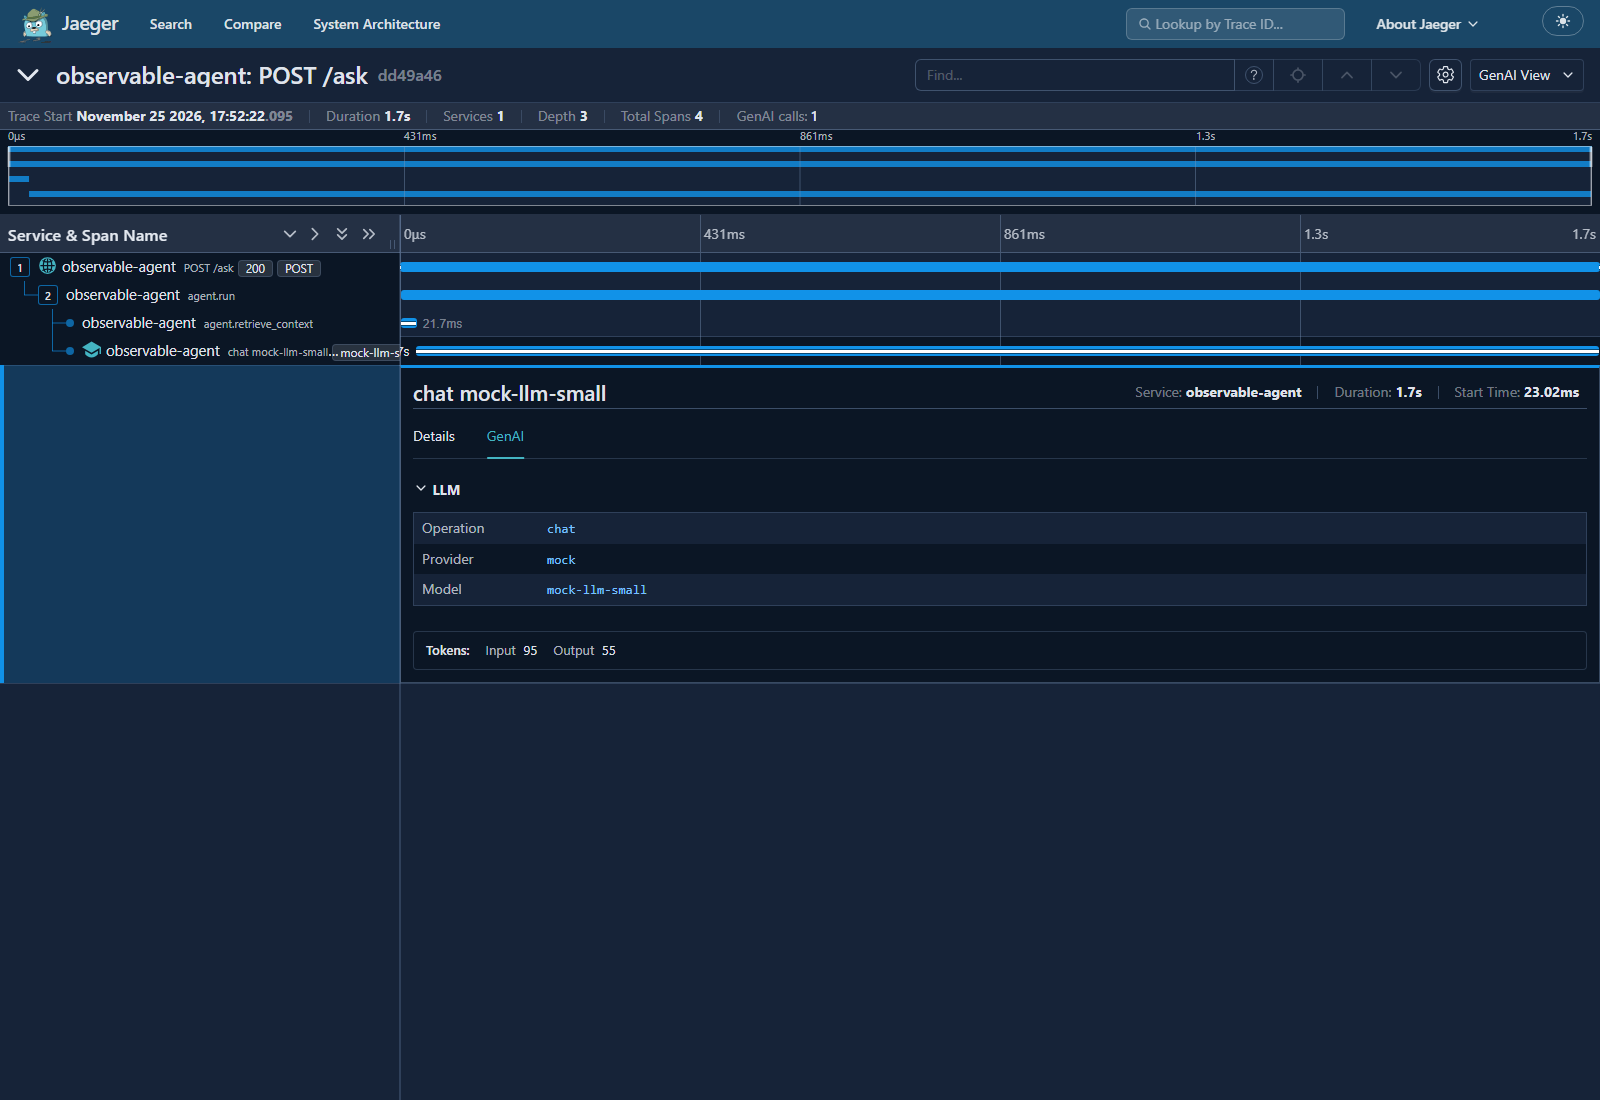 Jaeger Search Compare System Architecture Lookup by Trace ID... About Jaeger
observable-agent: POST /ask dd49a46 Find... ? GenAI View
Trace Start November 25 2026, 17:52:22.095 Duration 1.7s Services 1 Depth 3 Total Spans 4 GenAI calls: 1
0μs 431ms 861ms 1.3s 1.7s
Service & Span Name 0μs 431ms 861ms 1.3s 1.7s
1 observable-agent POST /ask 200 POST
2 observable-agent agent.run
observable-agent agent.retrieve_context 21.7ms
observable-agent chat mock-llm-small... mock-llm-s 7s
chat mock-llm-small Service: observable-agent Duration: 1.7s Start Time: 23.02ms
Details GenAI
LLM
Operation chat
Provider mock
Model mock-llm-small
Tokens: Input 95 Output 55